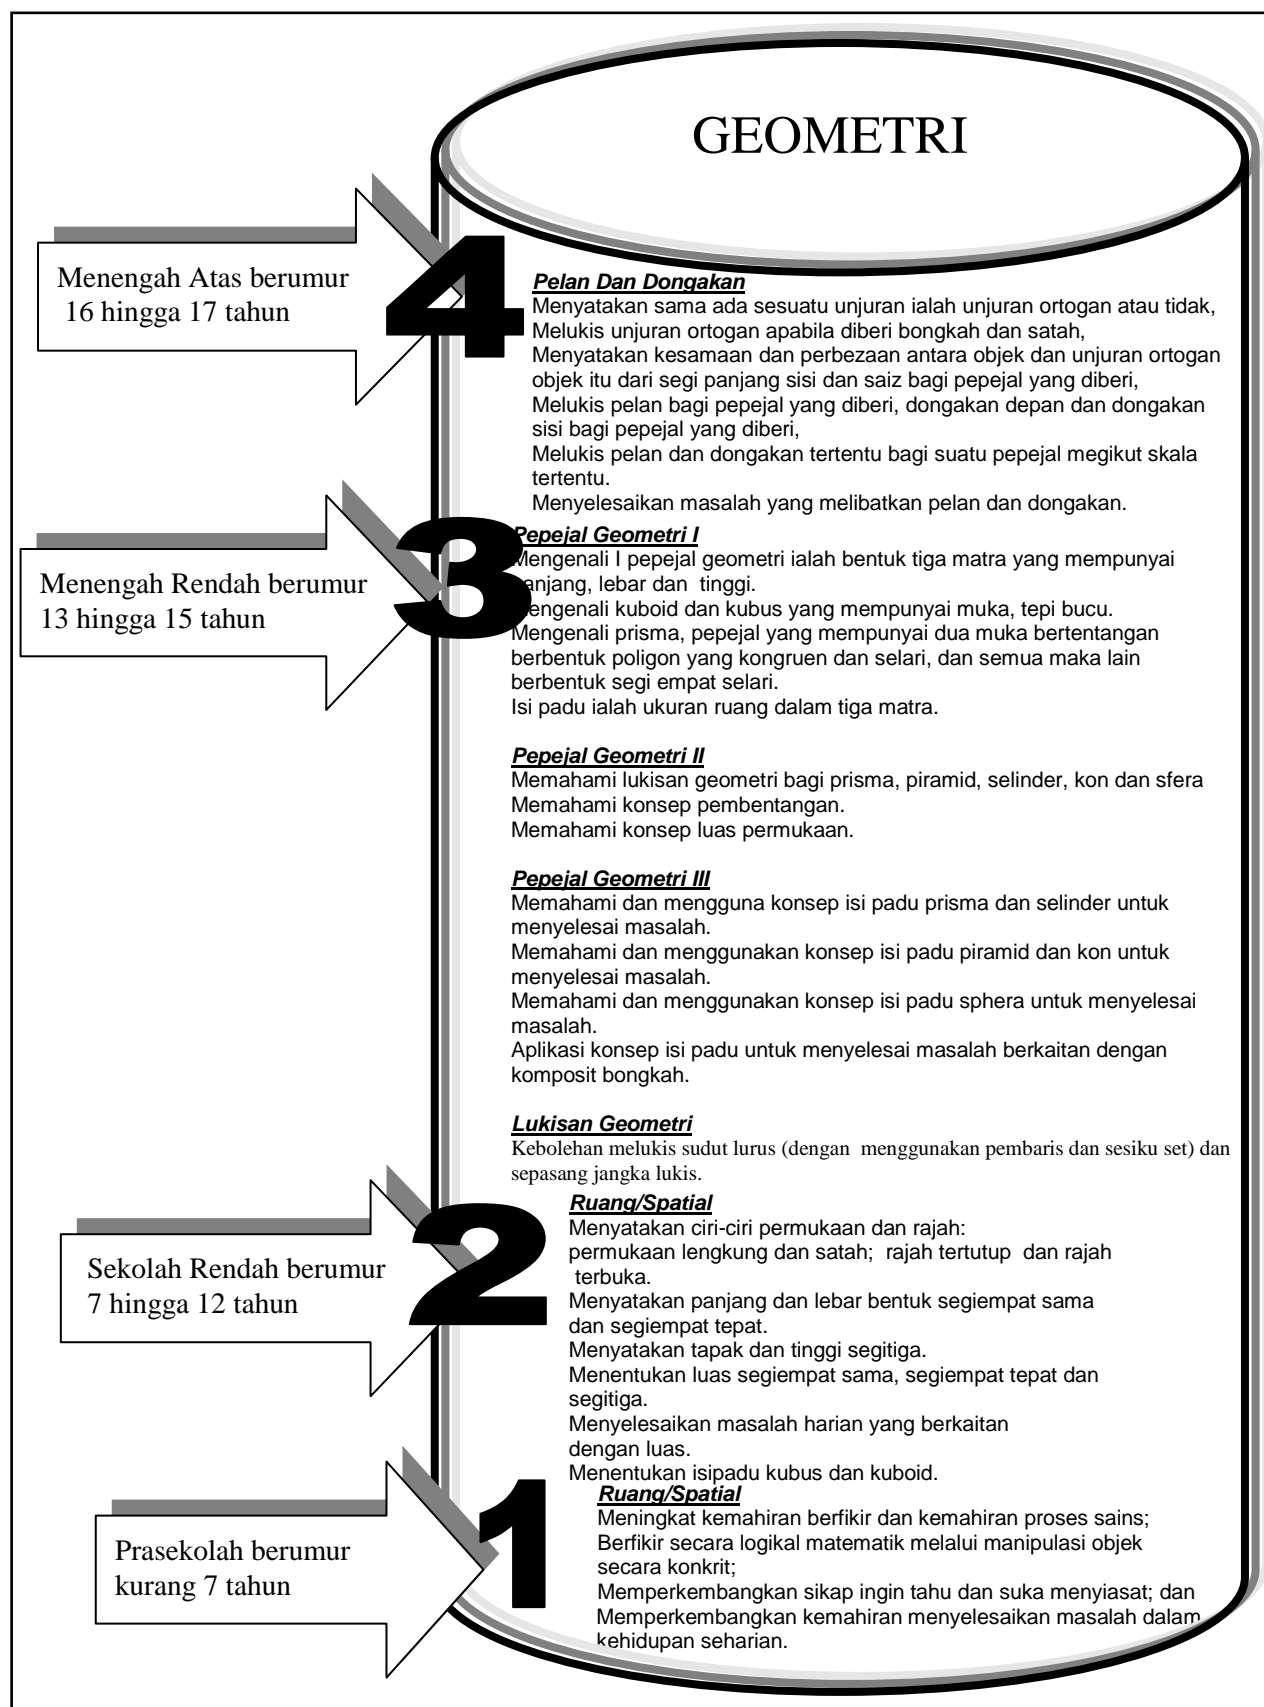 GEOMETRI
4
Menengah Atas berumur
16 hingga 17 tahun
Pelan Dan Dongakan
Menyatakan sama ada sesuatu unjuran ialah unjuran ortogan atau tidak,
Melukis unjuran ortogan apabila diberi bongkah dan satah,
Menyatakan kesamaan dan perbezaan antara objek dan unjuran ortogan
objek itu dari segi panjang sisi dan saiz bagi pepejal yang diberi,
Melukis pelan bagi pepejal yang diberi, dongakan depan dan dongakan
sisi bagi pepejal yang diberi,
Melukis pelan dan dongakan tertentu bagi suatu pepejal megikut skala
tertentu.
Menyelesaikan masalah yang melibatkan pelan dan dongakan.
3
Menengah Rendah berumur
13 hingga 15 tahun
Pepejal Geometri I
Mengenali I pepejal geometri ialah bentuk tiga matra yang mempunyai
panjang, lebar dan tinggi.
Mengenali kuboid dan kubus yang mempunyai muka, tepi bucu.
Mengenali prisma, pepejal yang mempunyai dua muka bertentangan
berbentuk poligon yang kongruen dan selari, dan semua maka lain
berbentuk segi empat selari.
Isi padu ialah ukuran ruang dalam tiga matra.
Pepejal Geometri II
Memahami lukisan geometri bagi prisma, piramid, selinder, kon dan sfera
Memahami konsep pembentangan.
Memahami konsep luas permukaan.
Pepejal Geometri III
Memahami dan mengguna konsep isi padu prisma dan selinder untuk
menyelesai masalah.
Memahami dan menggunakan konsep isi padu piramid dan kon untuk
menyelesai masalah.
Memahami dan menggunakan konsep isi padu sphera untuk menyelesai
masalah.
Aplikasi konsep isi padu untuk menyelesai masalah berkaitan dengan
komposit bongkah.
Lukisan Geometri
Kebolehan melukis sudut lurus (dengan menggunakan pembaris dan sesiku set) dan
sepasang jangka lukis.
2
Sekolah Rendah berumur
7 hingga 12 tahun
Ruang/Spatial
Menyatakan ciri-ciri permukaan dan rajah:
permukaan lengkung dan satah; rajah tertutup dan rajah
terbuka.
Menyatakan panjang dan lebar bentuk segiempat sama
dan segiempat tepat.
Menyatakan tapak dan tinggi segitiga.
Menentukan luas segiempat sama, segiempat tepat dan
segitiga.
Menyelesaikan masalah harian yang berkaitan
dengan luas.
Menentukan isipadu kubus dan kuboid.
1
Prasekolah berumur
kurang 7 tahun
Ruang/Spatial
Meningkat kemahiran berfikir dan kemahiran proses sains;
Berfikir secara logikal matematik melalui manipulasi objek
secara konkrit;
Memperkembangkan sikap ingin tahu dan suka menyiasat; dan
Memperkembangkan kemahiran menyelesaikan masalah dalam
kehidupan seharian.